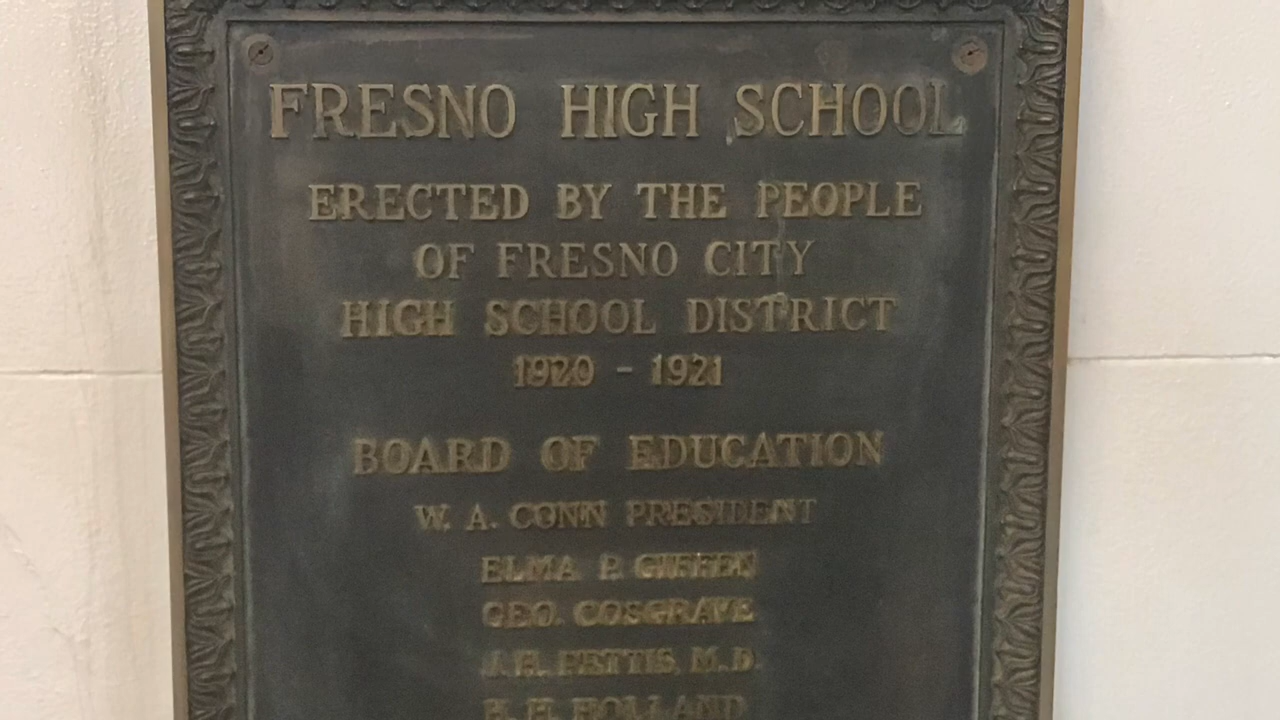 FRESNO HIGH SCHOOL
ERECTED BY THE PEOPLE
OF FRESNO CITY
HIGH SCHOOL DISTRICT
1920 - 1921
BOARD OF EDUCATION
W. A. CONN PRESIDENT
ELMA P. GIFFEN
GEO. COSGRAVE
J. H. PETTIS, M. D.
H. H. HOLLAND